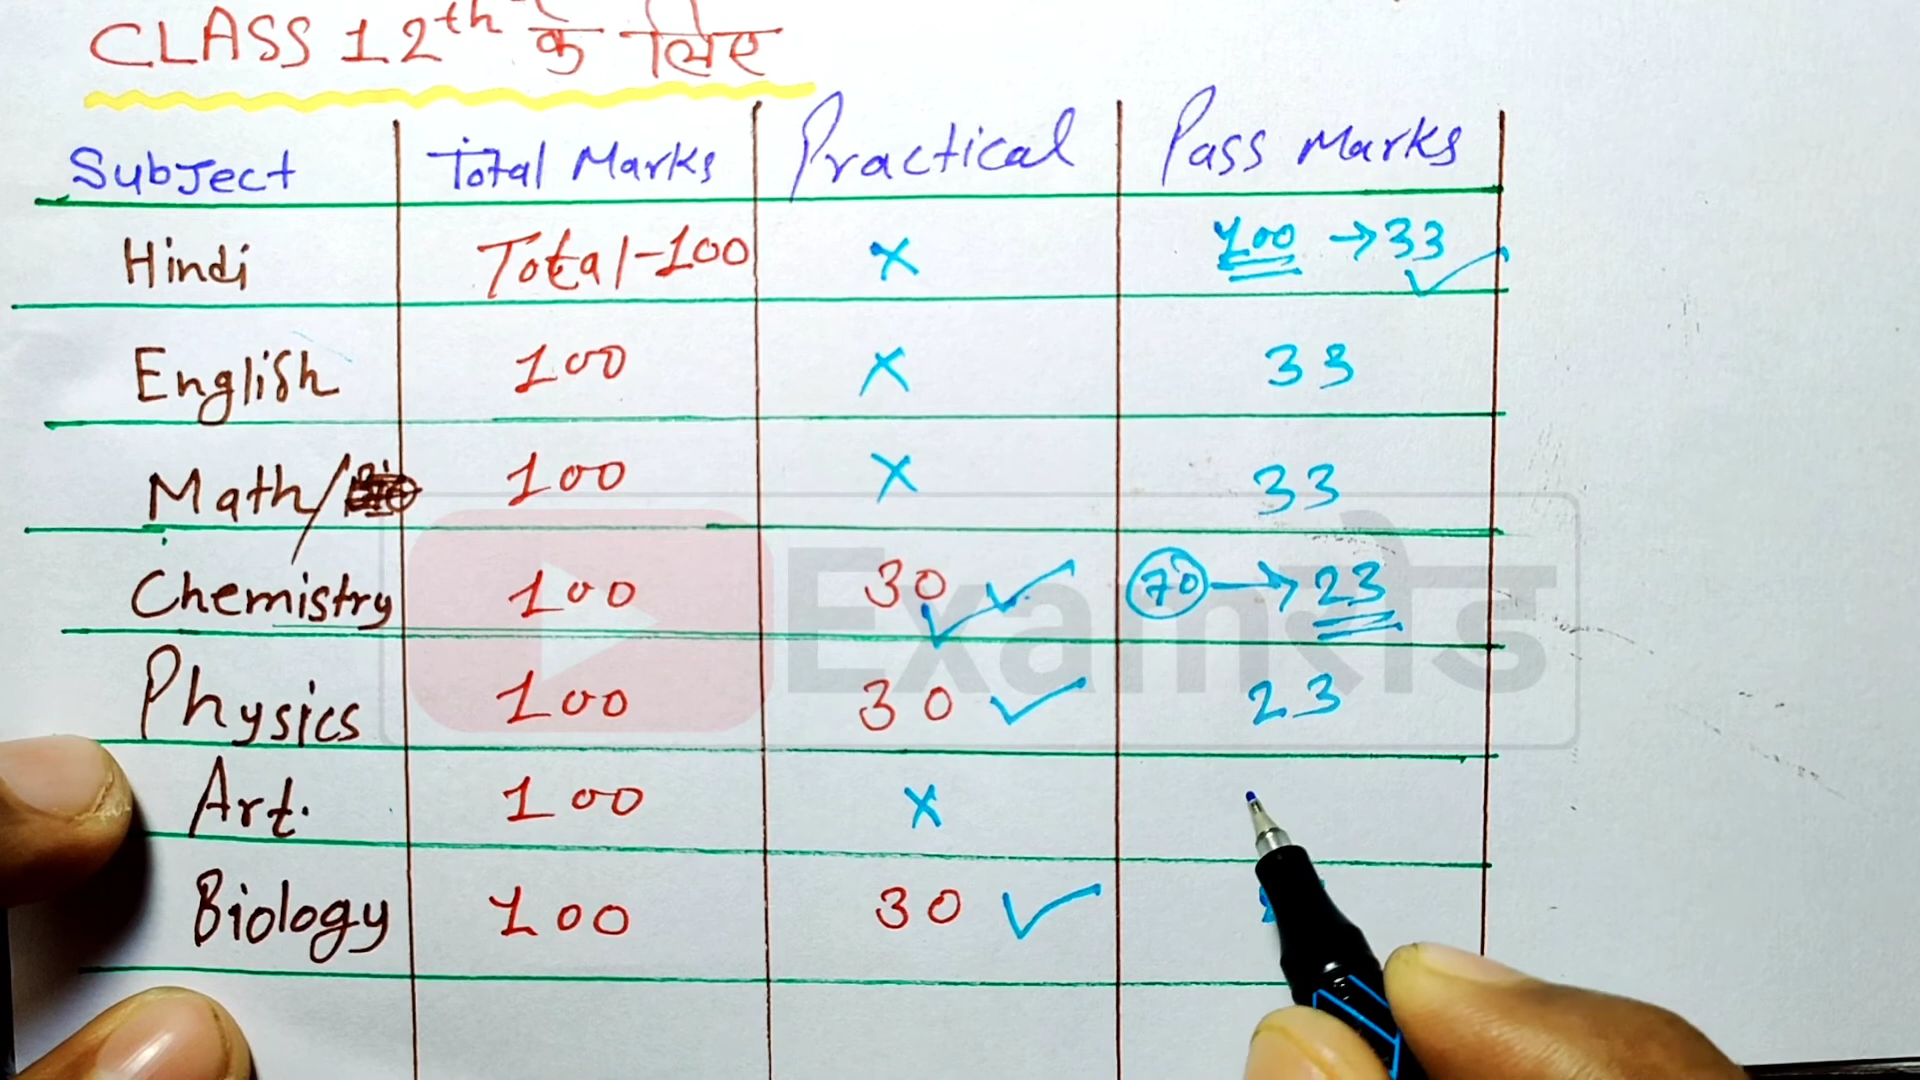 CLASS 12th के लिए
Subject Total Marks Practical Pass Marks
Hindi Total-100 × 100 → 33 ✓
English 100 × 33
Math/ 100 × 33
Chemistry 100 30 ✓ 70 → 23
Physics 100 30 ✓ 23
Art. 100 ×
Biology 100 30 ✓
Examरोड